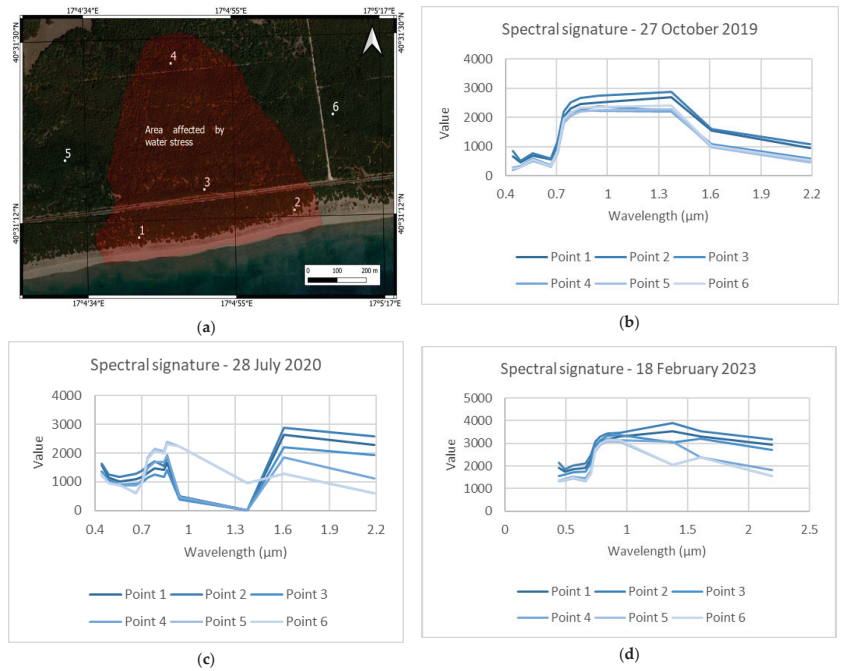 17°4'34"E 17°4'55"E 17°5'17"E
40°31'30"N
40°31'30"N
4
6
Area affected by
water stress
5
3
2
1
40°31'12"N
40°31'12"N
0 100 200 m
17°4'34"E 17°4'55"E 17°5'17"E
(a)
Spectral signature - 27 October 2019
Value
4000
3000
2000
1000
0
0.4 0.7 1 1.3 1.6 1.9 2.2
Wavelength (µm)
Point 1 Point 2 Point 3
Point 4 Point 5 Point 6
(b)
Spectral signature - 28 July 2020
Value
4000
3000
2000
1000
0
0.4 0.7 1 1.3 1.6 1.9 2.2
Wavelength (µm)
Point 1 Point 2 Point 3
Point 4 Point 5 Point 6
(c)
Spectral signature - 18 February 2023
Value
5000
4000
3000
2000
1000
0
0 0.5 1 1.5 2 2.5
Wavelength (µm)
Point 1 Point 2 Point 3
Point 4 Point 5 Point 6
(d)